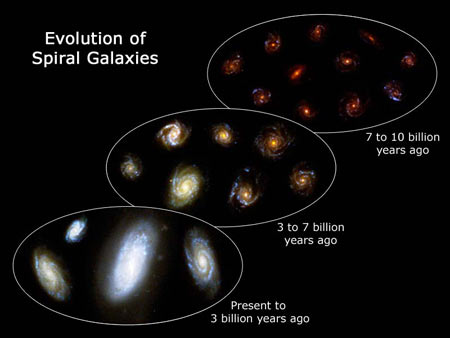 Evolution of
Spiral Galaxies
7 to 10 billion
years ago
3 to 7 billion
years ago
Present to
3 billion years ago